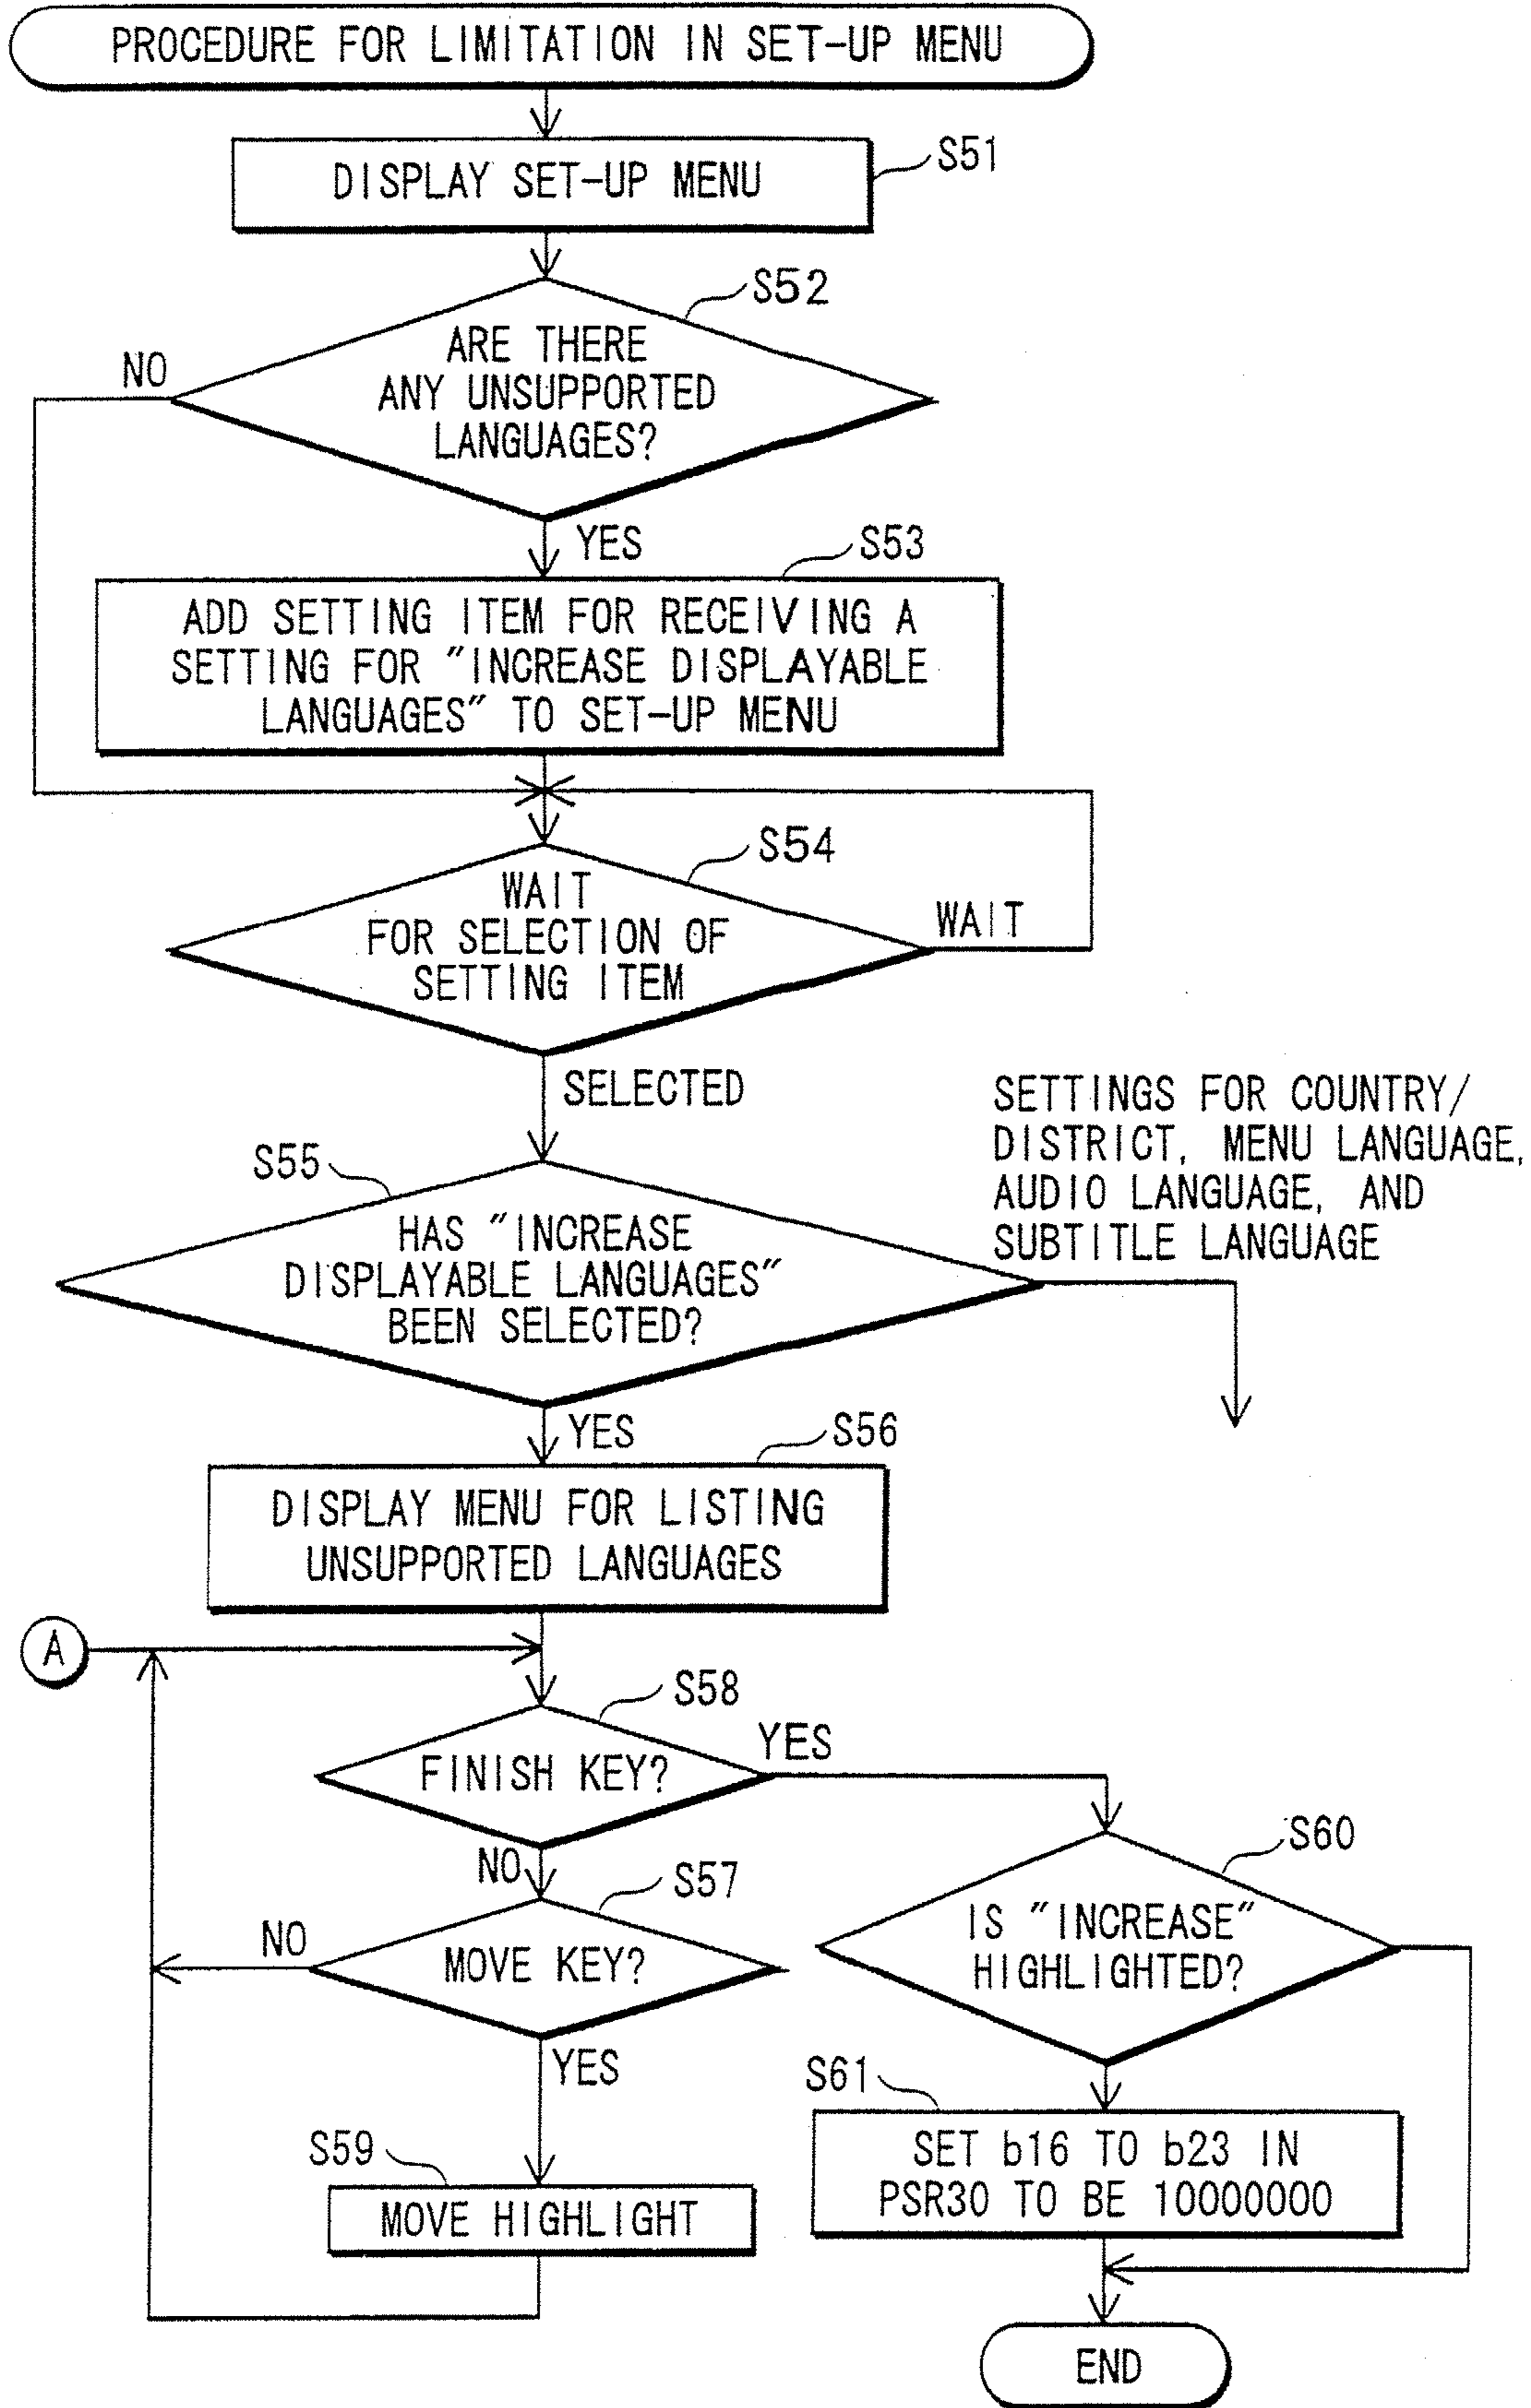 PROCEDURE FOR LIMITATION IN SET-UP MENU
DISPLAY SET-UP MENU
S51
S52
ARE THERE
ANY UNSUPPORTED
LANGUAGES?
NO
YES
S53
ADD SETTING ITEM FOR RECEIVING A
SETTING FOR "INCREASE DISPLAYABLE
LANGUAGES" TO SET-UP MENU
S54
WAIT
FOR SELECTION OF
SETTING ITEM
WAIT
SELECTED
SETTINGS FOR COUNTRY/
DISTRICT, MENU LANGUAGE,
AUDIO LANGUAGE, AND
SUBTITLE LANGUAGE
S55
HAS "INCREASE
DISPLAYABLE LANGUAGES"
BEEN SELECTED?
YES
S56
DISPLAY MENU FOR LISTING
UNSUPPORTED LANGUAGES
A
S58
FINISH KEY?
YES
NO
S57
MOVE KEY?
NO
YES
S60
IS "INCREASE"
HIGHLIGHTED?
S59
MOVE HIGHLIGHT
S61
SET b16 TO b23 IN
PSR30 TO BE 10000000
END